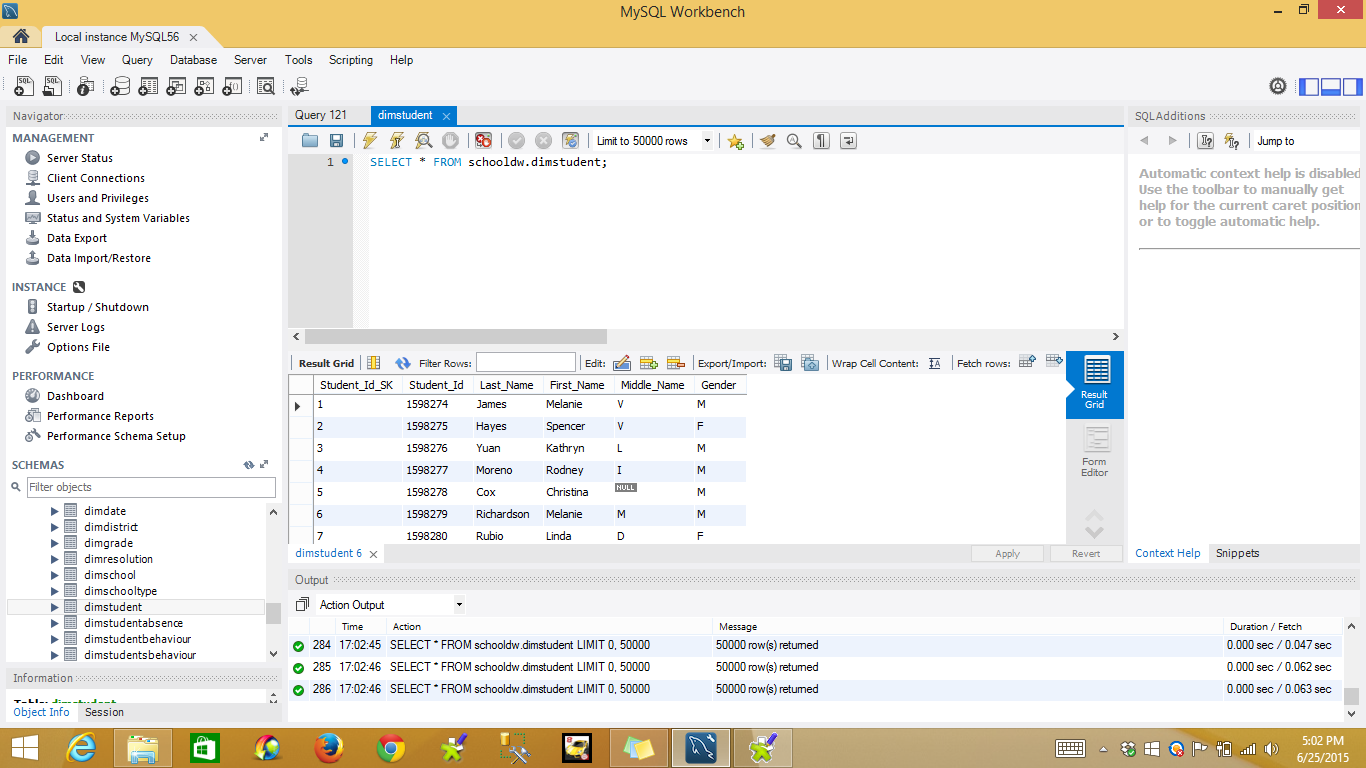 MySQL Workbench
Local instance MySQL56
File Edit View Query Database Server Tools Scripting Help
Navigator
MANAGEMENT
Server Status
Client Connections
Users and Privileges
Status and System Variables
Data Export
Data Import/Restore
INSTANCE
Startup / Shutdown
Server Logs
Options File
PERFORMANCE
Dashboard
Performance Reports
Performance Schema Setup
SCHEMAS
Filter objects
dimdate
dimdistrict
dimgrade
dimresolution
dimschool
dimschooltype
dimstudent
dimstudentabsence
dimstudentbehaviour
dimstudentsbehaviour
Information
Object Info Session
Query 121 dimstudent
Limit to 50000 rows
1 SELECT * FROM schooldw.dimstudent;
Result Grid Filter Rows: Edit: Export/Import: Wrap Cell Content: Fetch rows:
Student_Id_SK Student_Id Last_Name First_Name Middle_Name Gender
1 1598274 James Melanie V M
2 1598275 Hayes Spencer V F
3 1598276 Yuan Kathryn L M
4 1598277 Moreno Rodney I M
5 1598278 Cox Christina NULL M
6 1598279 Richardson Melanie M M
7 1598280 Rubio Linda D F
Result
Grid
Form
Editor
dimstudent 6 Apply Revert
SQLAdditions
Jump to
Automatic context help is disabled
Use the toolbar to manually get
help for the current caret position
or to toggle automatic help.
Context Help Snippets
Output
Action Output
Time Action Message Duration / Fetch
284 17:02:45 SELECT * FROM schooldw.dimstudent LIMIT 0, 50000 50000 row(s) returned 0.000 sec / 0.047 sec
285 17:02:46 SELECT * FROM schooldw.dimstudent LIMIT 0, 50000 50000 row(s) returned 0.000 sec / 0.062 sec
286 17:02:46 SELECT * FROM schooldw.dimstudent LIMIT 0, 50000 50000 row(s) returned 0.000 sec / 0.063 sec
5:02 PM
6/25/2015